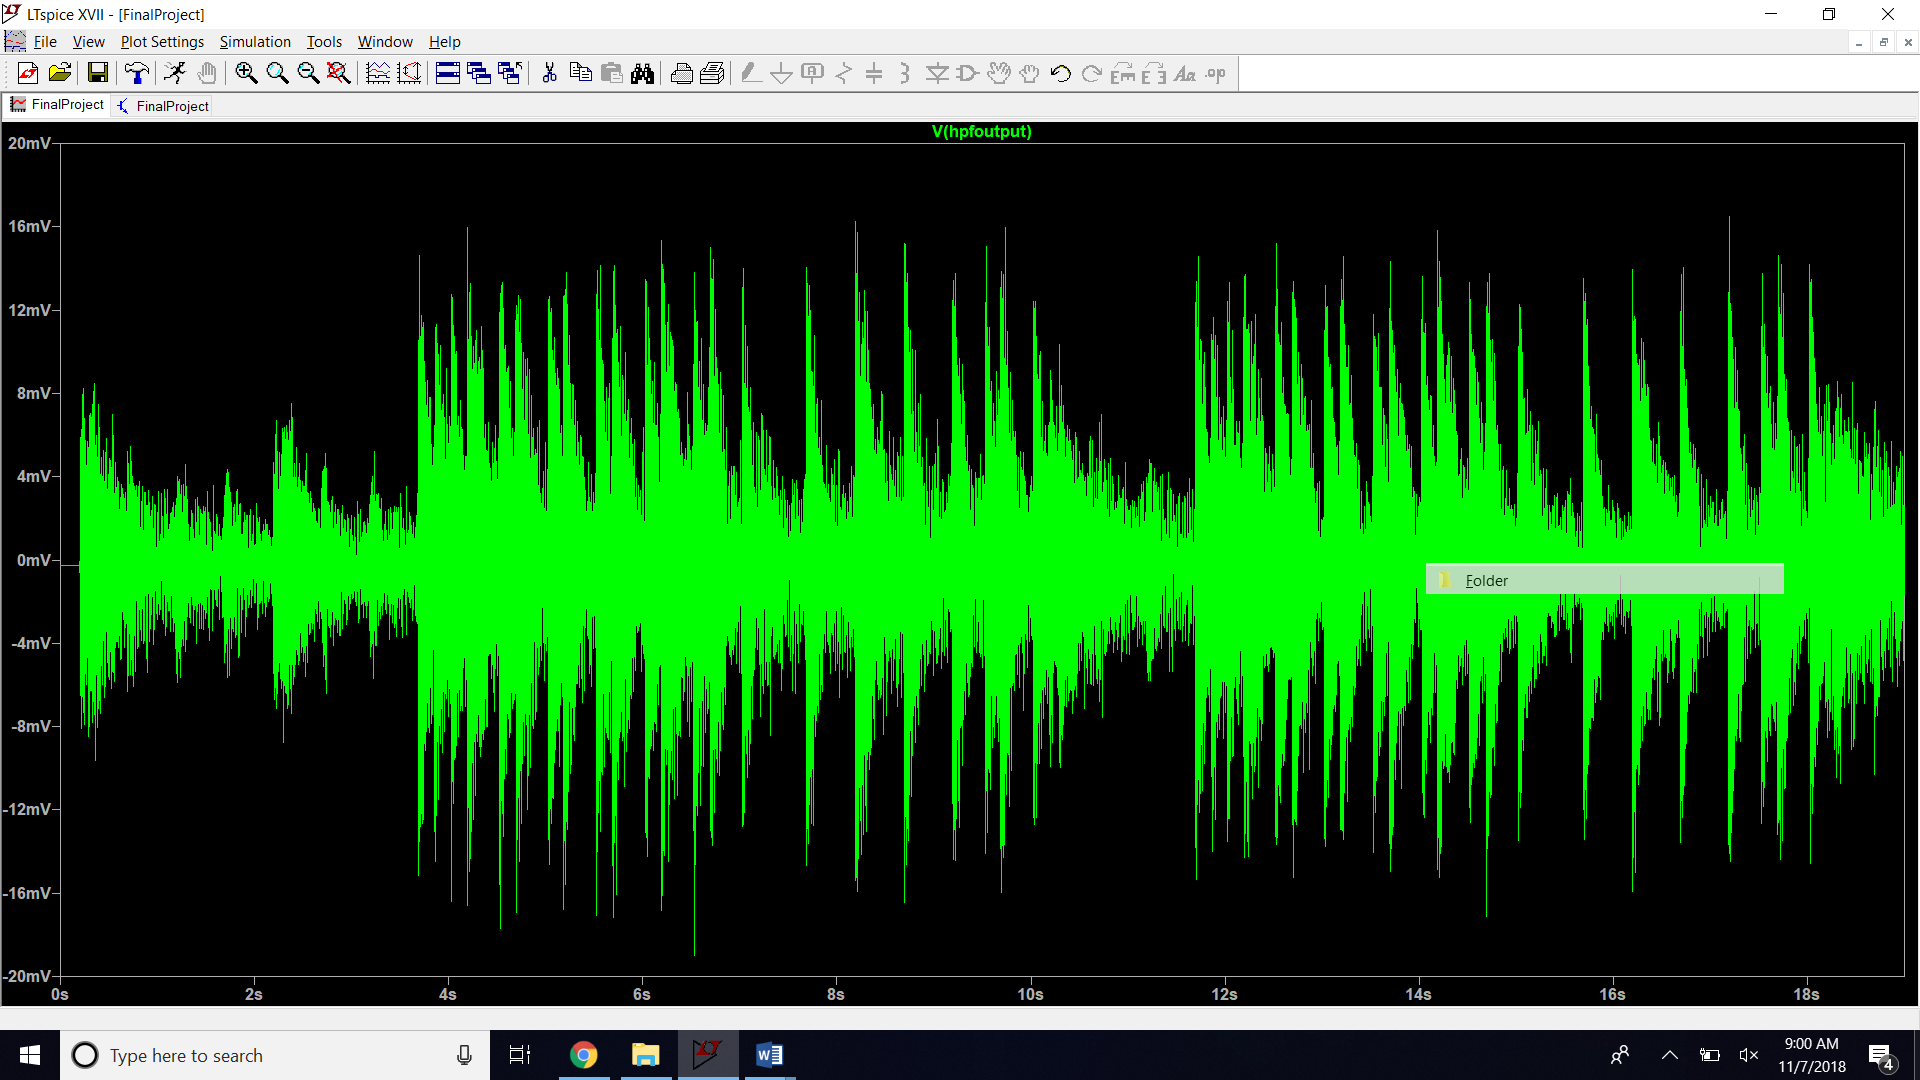 LTspice XVII - [FinalProject]
File View Plot Settings Simulation Tools Window Help
FinalProject FinalProject
V(hpfoutput)
20mV
16mV
12mV
8mV
4mV
0mV
-4mV
-8mV
-12mV
-16mV
-20mV
0s 2s 4s 6s 8s 10s 12s 14s 16s 18s
Folder
Type here to search
9:00 AM
11/7/2018
4